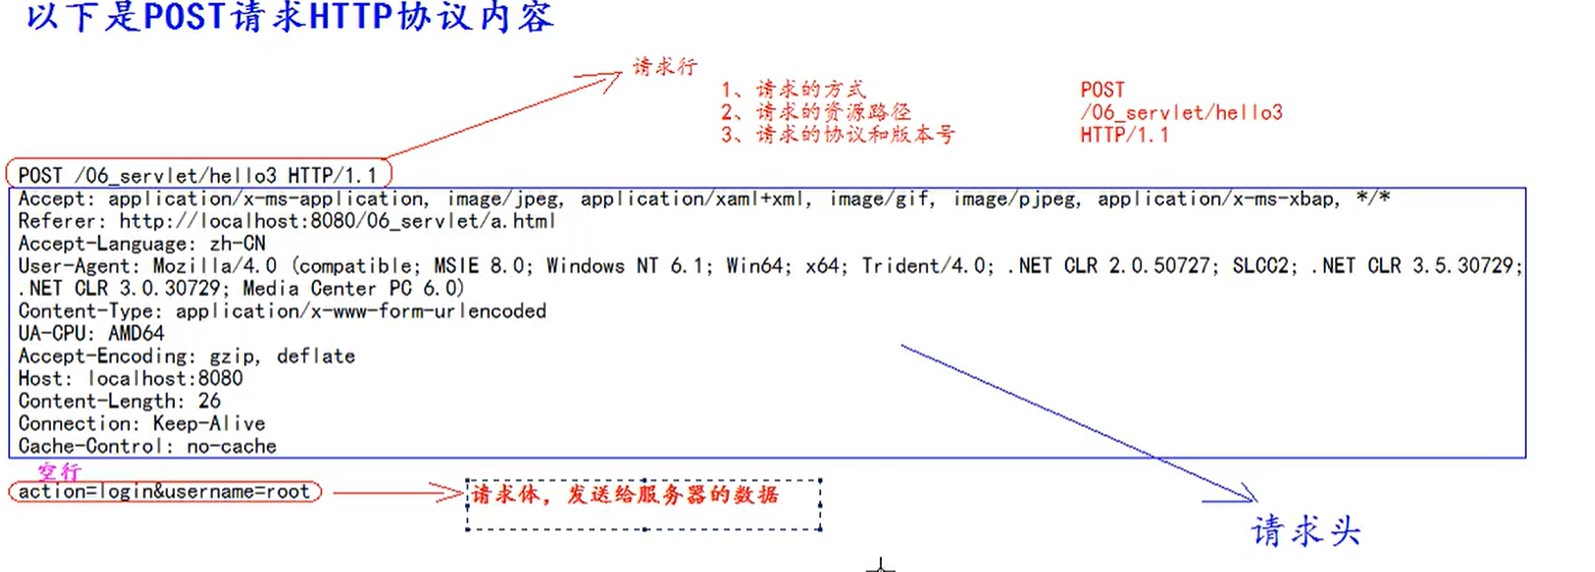 以下是POST请求HTTP协议内容
请求行
1、请求的方式 POST
2、请求的资源路径 /06_servlet/hello3
3、请求的协议和版本号 HTTP/1.1
POST /06_servlet/hello3 HTTP/1.1
Accept: application/x-ms-application, image/jpeg, application/xaml+xml, image/gif, image/pjpeg, application/x-ms-xbap, */*
Referer: http://localhost:8080/06_servlet/a.html
Accept-Language: zh-CN
User-Agent: Mozilla/4.0 (compatible; MSIE 8.0; Windows NT 6.1; Win64; x64; Trident/4.0; .NET CLR 2.0.50727; SLCC2; .NET CLR 3.5.30729;
.NET CLR 3.0.30729; Media Center PC 6.0)
Content-Type: application/x-www-form-urlencoded
UA-CPU: AMD64
Accept-Encoding: gzip, deflate
Host: localhost:8080
Content-Length: 26
Connection: Keep-Alive
Cache-Control: no-cache
空行
action=login&username=root 请求体，发送给服务器的数据
请求头